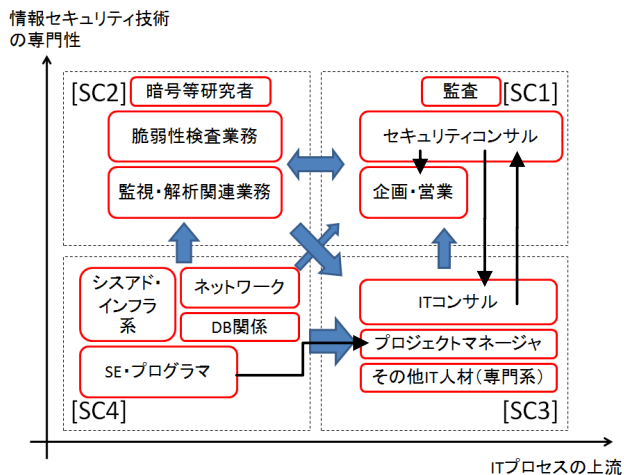 情報セキュリティ技術
の専門性
[SC2]
暗号等研究者
脆弱性検査業務
監視・解析関連業務
監査
[SC1]
セキュリティコンサル
企画・営業
シスアド・
インフラ
系
ネットワーク
DB関係
SE・プログラマ
[SC4]
ITコンサル
プロジェクトマネージャ
その他IT人材(専門系)
[SC3]
ITプロセスの上流